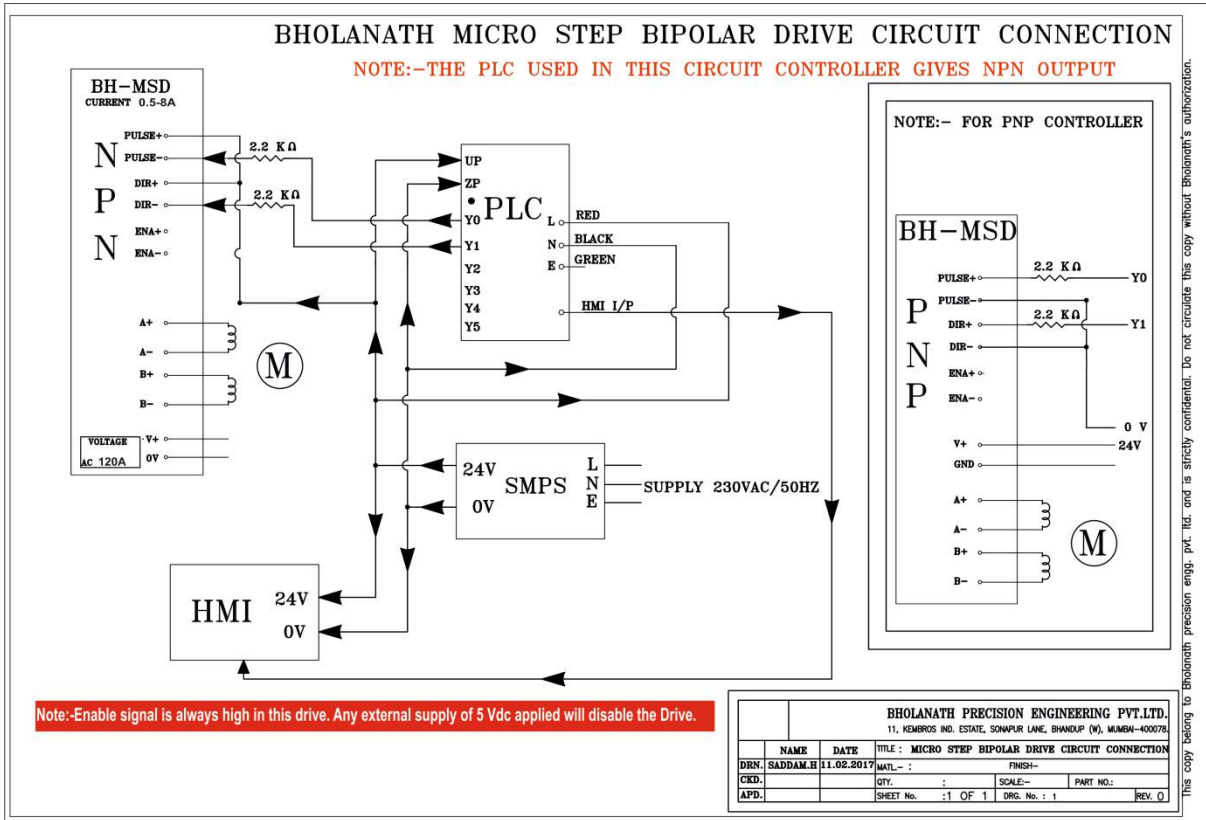 BHOLANATH MICRO STEP BIPOLAR DRIVE CIRCUIT CONNECTION
NOTE:-THE PLC USED IN THIS CIRCUIT CONTROLLER GIVES NPN OUTPUT
BH-MSD
CURRENT 0.5-8A
N
P
N
PULSE+
PULSE-
DIR+
DIR-
ENA+
ENA-
A+
A-
B+
B-
M
VOLTAGE
AC 120A
V+
0V
2.2 KΩ
2.2 KΩ
UP
ZP
PLC
Y0
Y1
Y2
Y3
Y4
Y5
L RED
N BLACK
E GREEN
HMI I/P
24V
0V
SMPS
L
N
E
SUPPLY 230VAC/50HZ
HMI
24V
0V
NOTE:- FOR PNP CONTROLLER
BH-MSD
P
N
P
PULSE+ 2.2 KΩ Y0
PULSE-
DIR+ 2.2 KΩ Y1
DIR-
ENA+
ENA-
0 V
V+ 24V
GND
A+
A-
B+
B-
M
Note:-Enable signal is always high in this drive. Any external supply of 5 Vdc applied will disable the Drive.
BHOLANATH PRECISION ENGINEERING PVT.LTD.
11, KEMBROS IND. ESTATE, SONAPUR LANE, BHANDUP (W), MUMBAI-400078.
NAME DATE TITLE : MICRO STEP BIPOLAR DRIVE CIRCUIT CONNECTION
DRN. SADDAM.H 11.02.2017 MATL.- : FINISH-
CKD. QTY. : SCALE:- PART NO.:
APD. SHEET No. :1 OF 1 DRG. No. : 1 REV. 0
This copy belong to Bholanath precision engg. pvt. ltd. and is strictly confidental. Do not circulate this copy without Bholanath's authorization.